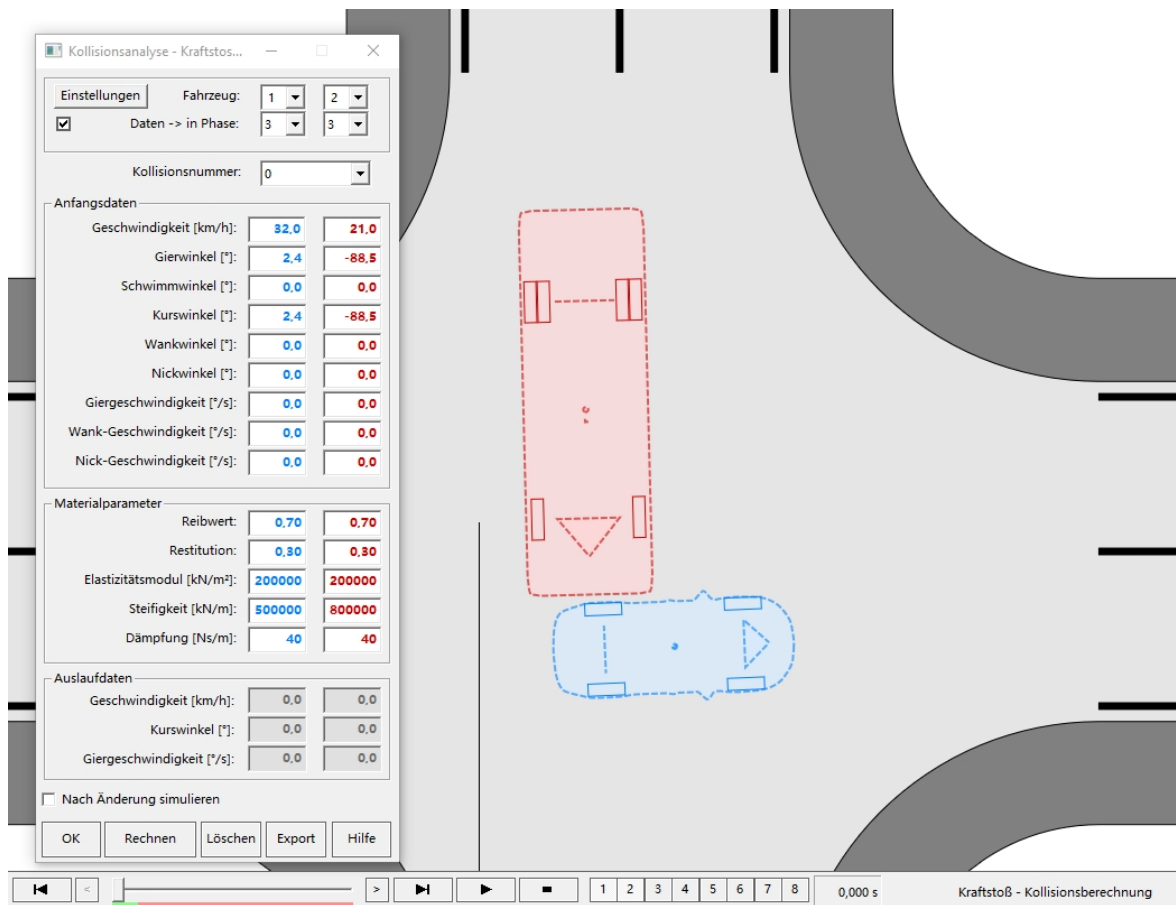 Kollisionsanalyse - Kraftstos...
Einstellungen Fahrzeug: 1 2
Daten -> in Phase: 3 3
Kollisionsnummer: 0
Anfangsdaten
Geschwindigkeit [km/h]: 32,0 21,0
Gierwinkel [°]: 2,4 -88,5
Schwimmwinkel [°]: 0,0 0,0
Kurswinkel [°]: 2,4 -88,5
Wankwinkel [°]: 0,0 0,0
Nickwinkel [°]: 0,0 0,0
Giergeschwindigkeit [°/s]: 0,0 0,0
Wank-Geschwindigkeit [°/s]: 0,0 0,0
Nick-Geschwindigkeit [°/s]: 0,0 0,0
Materialparameter
Reibwert: 0,70 0,70
Restitution: 0,30 0,30
Elastizitätsmodul [kN/m²]: 200000 200000
Steifigkeit [kN/m]: 500000 800000
Dämpfung [Ns/m]: 40 40
Auslaufdaten
Geschwindigkeit [km/h]: 0,0 0,0
Kurswinkel [°]: 0,0 0,0
Giergeschwindigkeit [°/s]: 0,0 0,0
Nach Änderung simulieren
OK Rechnen Löschen Export Hilfe
< > 1 2 3 4 5 6 7 8 0,000 s Kraftstoß - Kollisionsberechnung